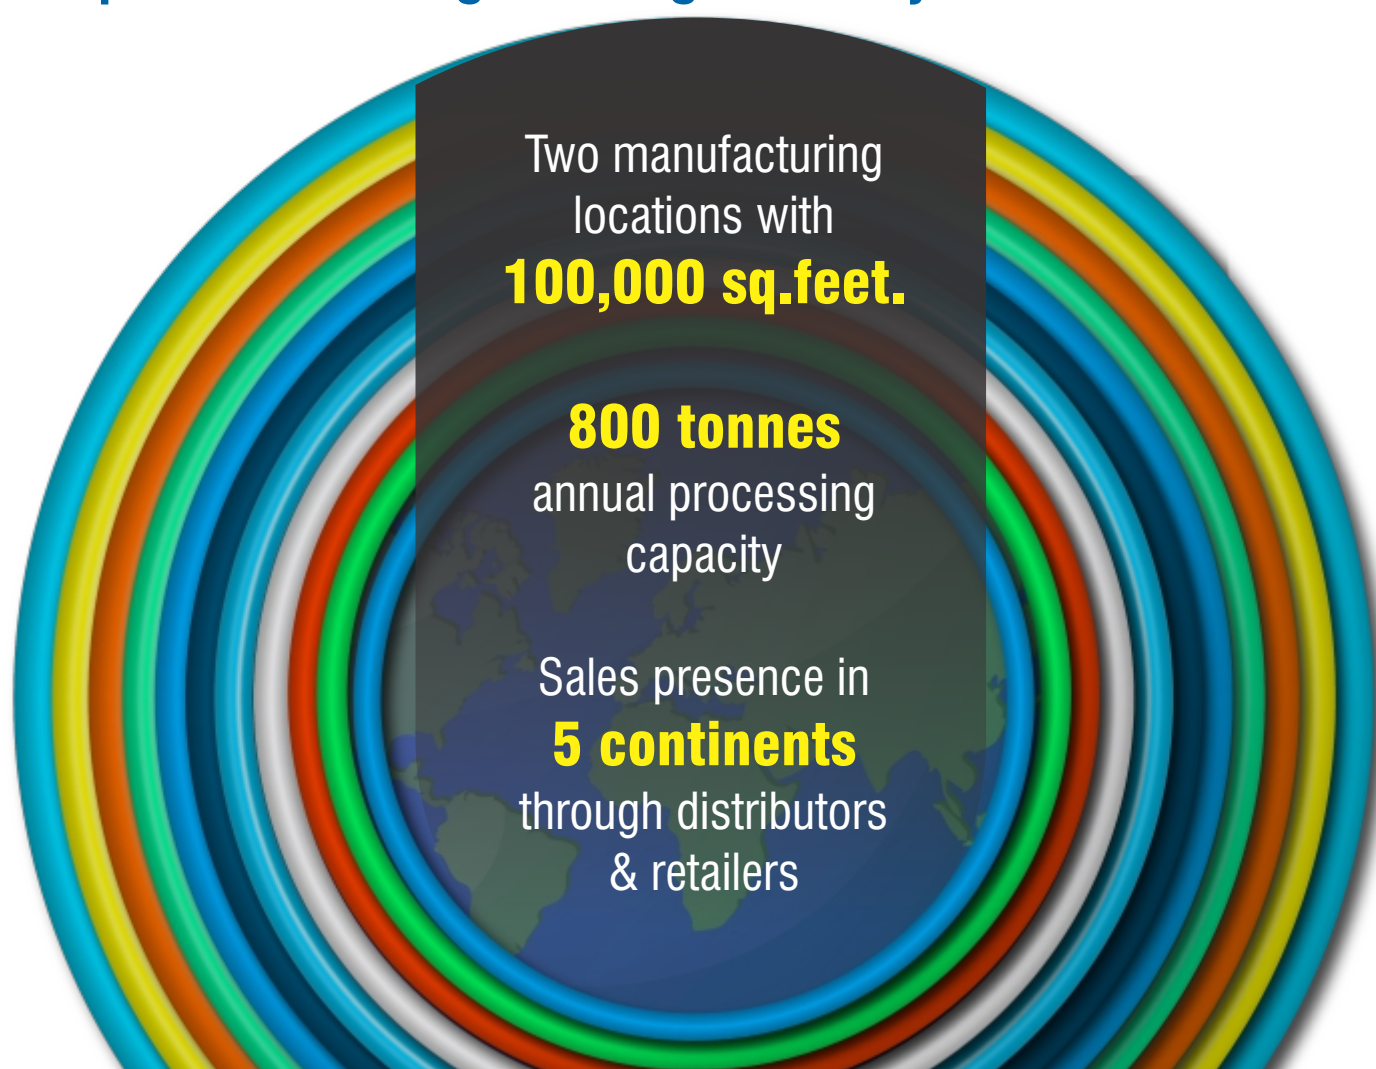 Two manufacturing
locations with
100,000 sq.feet.
800 tonnes
annual processing
capacity
Sales presence in
5 continents
through distributors
& retailers